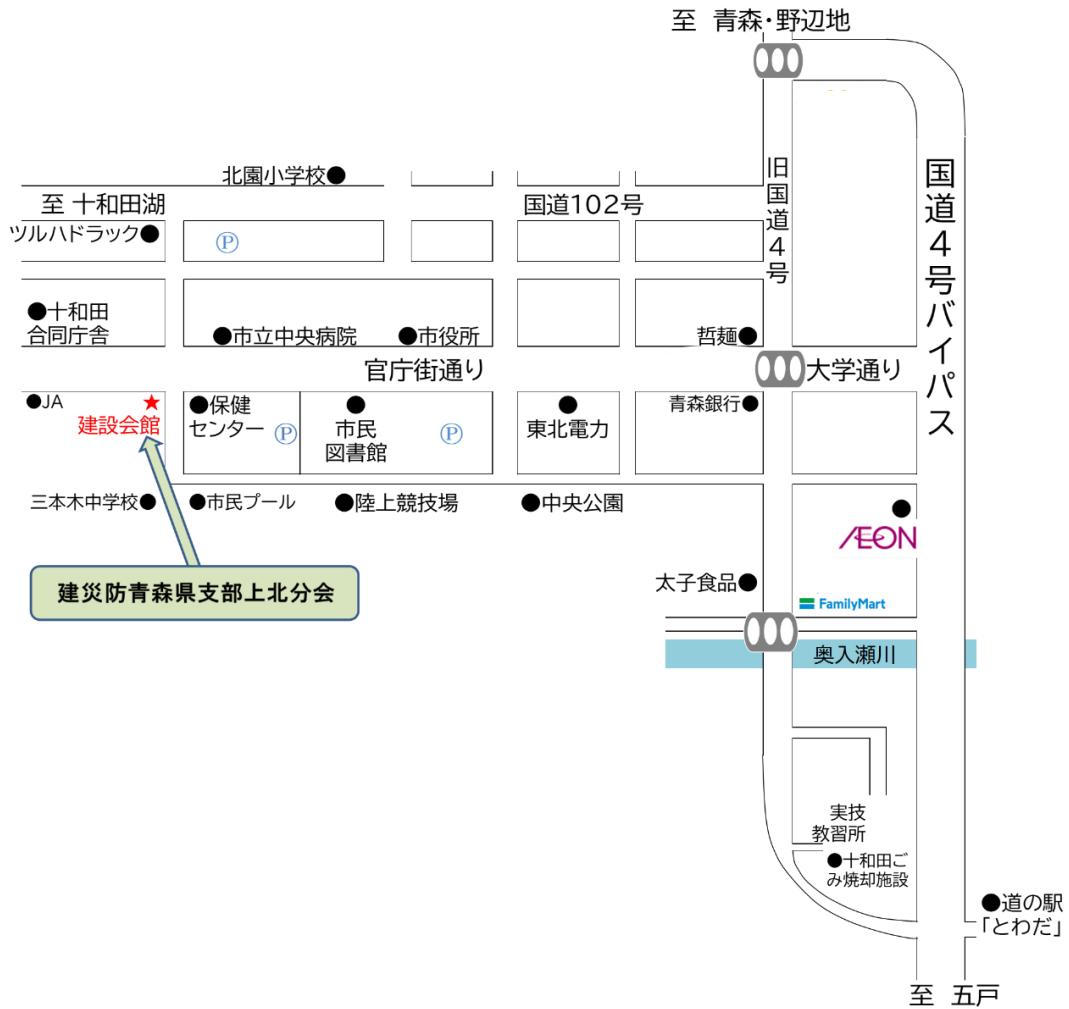 至 青森・野辺地
北園小学校●
至 十和田湖
国道102号
旧国道4号
国道4号バイパス
ツルハドラック●
Ⓟ
●十和田
合同庁舎
●市立中央病院
●市役所
哲麺●
官庁街通り
大学通り
●JA
★
建設会館
●保健
センター
Ⓟ
●
市民
図書館
Ⓟ
●
東北電力
青森銀行●
三本木中学校●
●市民プール
●陸上競技場
●中央公園
●
ÆON
建災防青森県支部上北分会
太子食品●
FamilyMart
奥入瀬川
実技
教習所
●十和田ご
み焼却施設
●道の駅
「とわだ」
至 五戸